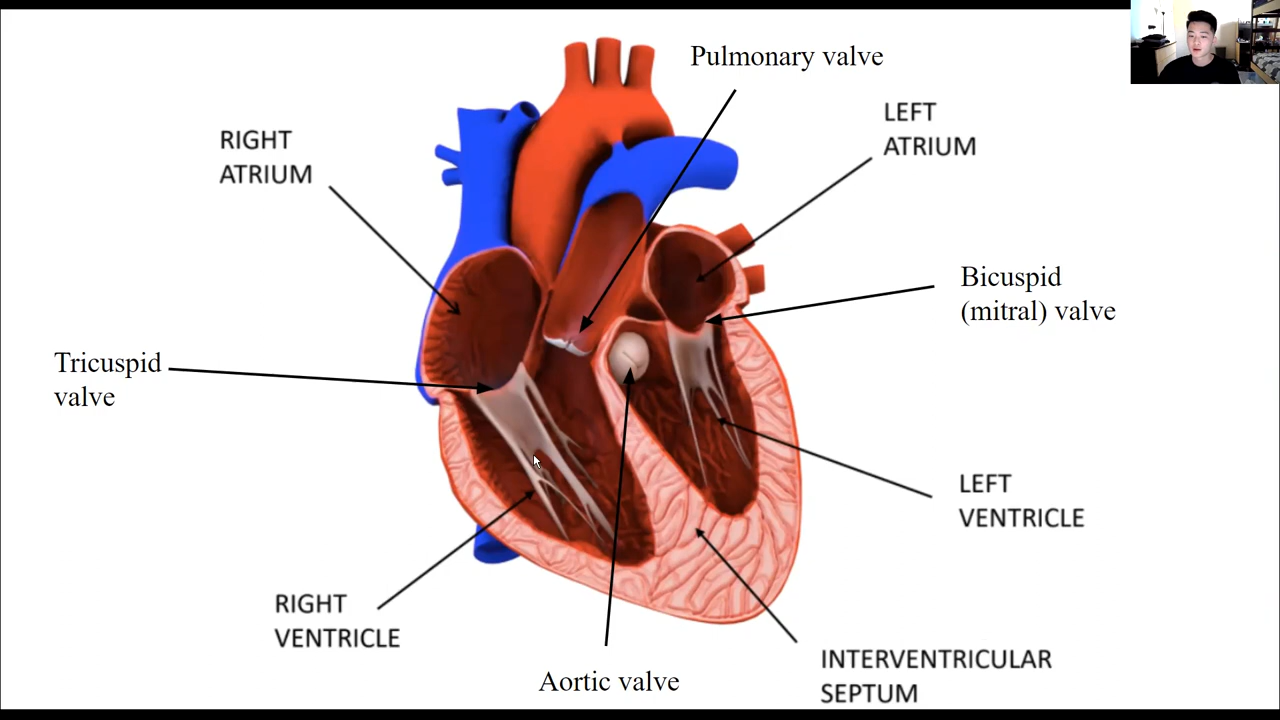 Pulmonary valve
LEFT
ATRIUM
RIGHT
ATRIUM
Bicuspid
(mitral) valve
Tricuspid
valve
LEFT
VENTRICLE
RIGHT
VENTRICLE
INTERVENTRICULAR
SEPTUM
Aortic valve